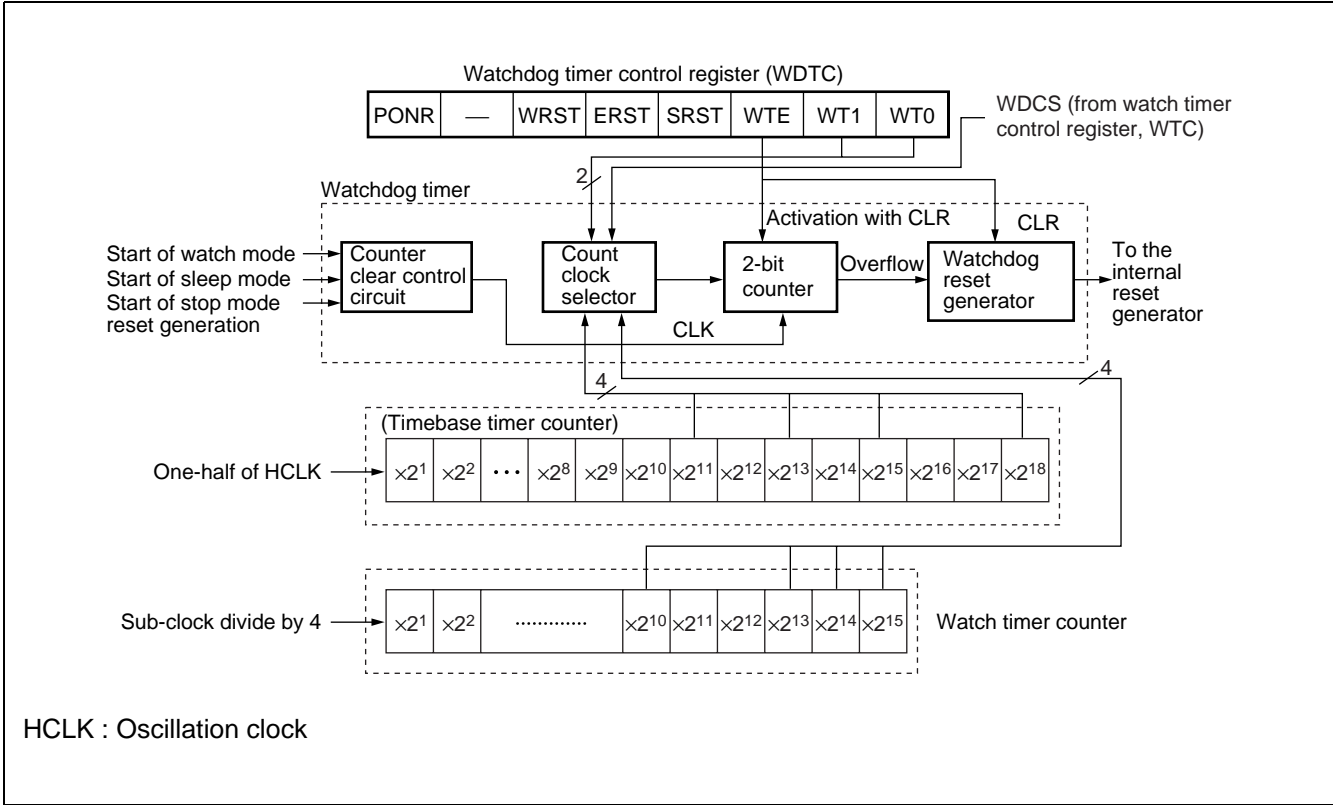 Watchdog timer control register (WDTC)
PONR — WRST ERST SRST WTE WT1 WT0
WDCS (from watch timer
control register, WTC)
2
Watchdog timer
Activation with CLR
CLR
Start of watch mode
Start of sleep mode
Start of stop mode
reset generation
Counter
clear control
circuit
Count
clock
selector
2-bit
counter
Overflow
Watchdog
reset
generator
To the
internal
reset
generator
CLK
4
4
(Timebase timer counter)
One-half of HCLK
×2¹ ×2² ··· ×2⁸ ×2⁹ ×2¹⁰ ×2¹¹ ×2¹² ×2¹³ ×2¹⁴ ×2¹⁵ ×2¹⁶ ×2¹⁷ ×2¹⁸
Sub-clock divide by 4
×2¹ ×2² ············· ×2¹⁰ ×2¹¹ ×2¹² ×2¹³ ×2¹⁴ ×2¹⁵
Watch timer counter
HCLK : Oscillation clock